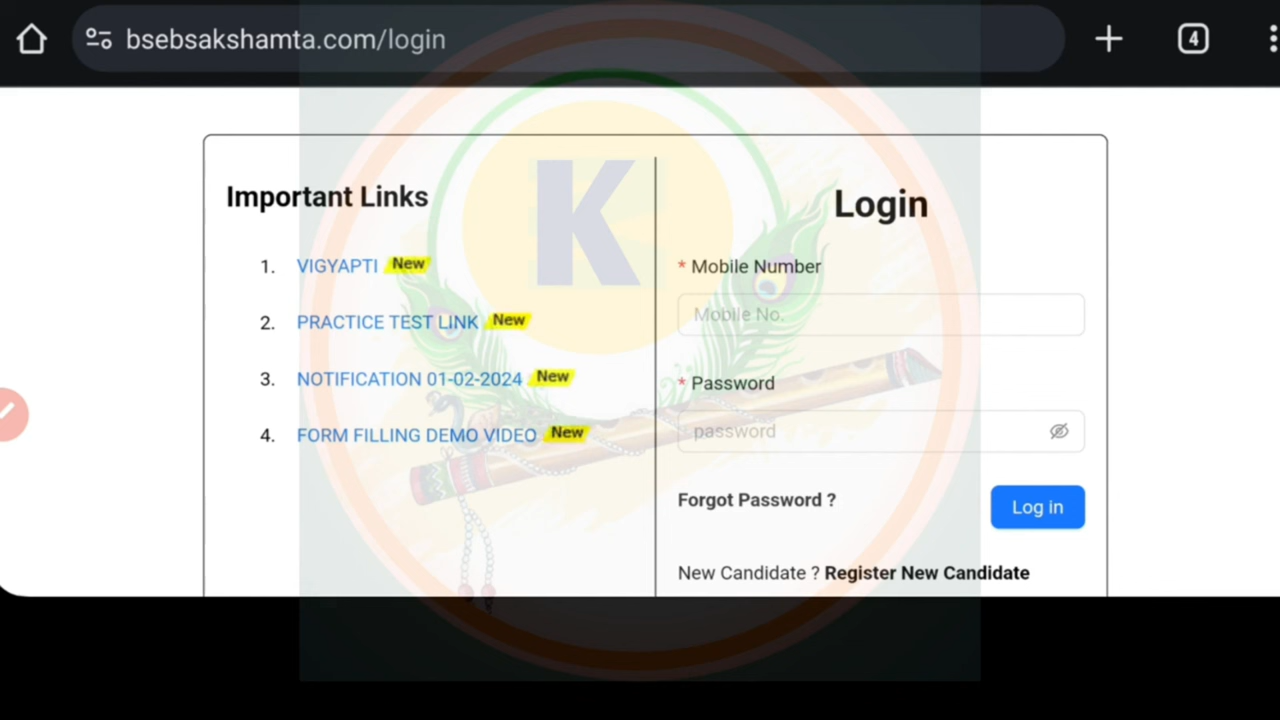 bsebsakshamta.com/login
4
K
Important Links
1. VIGYAPTI New
2. PRACTICE TEST LINK New
3. NOTIFICATION 01-02-2024 New
4. FORM FILLING DEMO VIDEO New
Login
* Mobile Number
Mobile No.
* Password
password
Forgot Password ?
Log in
New Candidate ? Register New Candidate